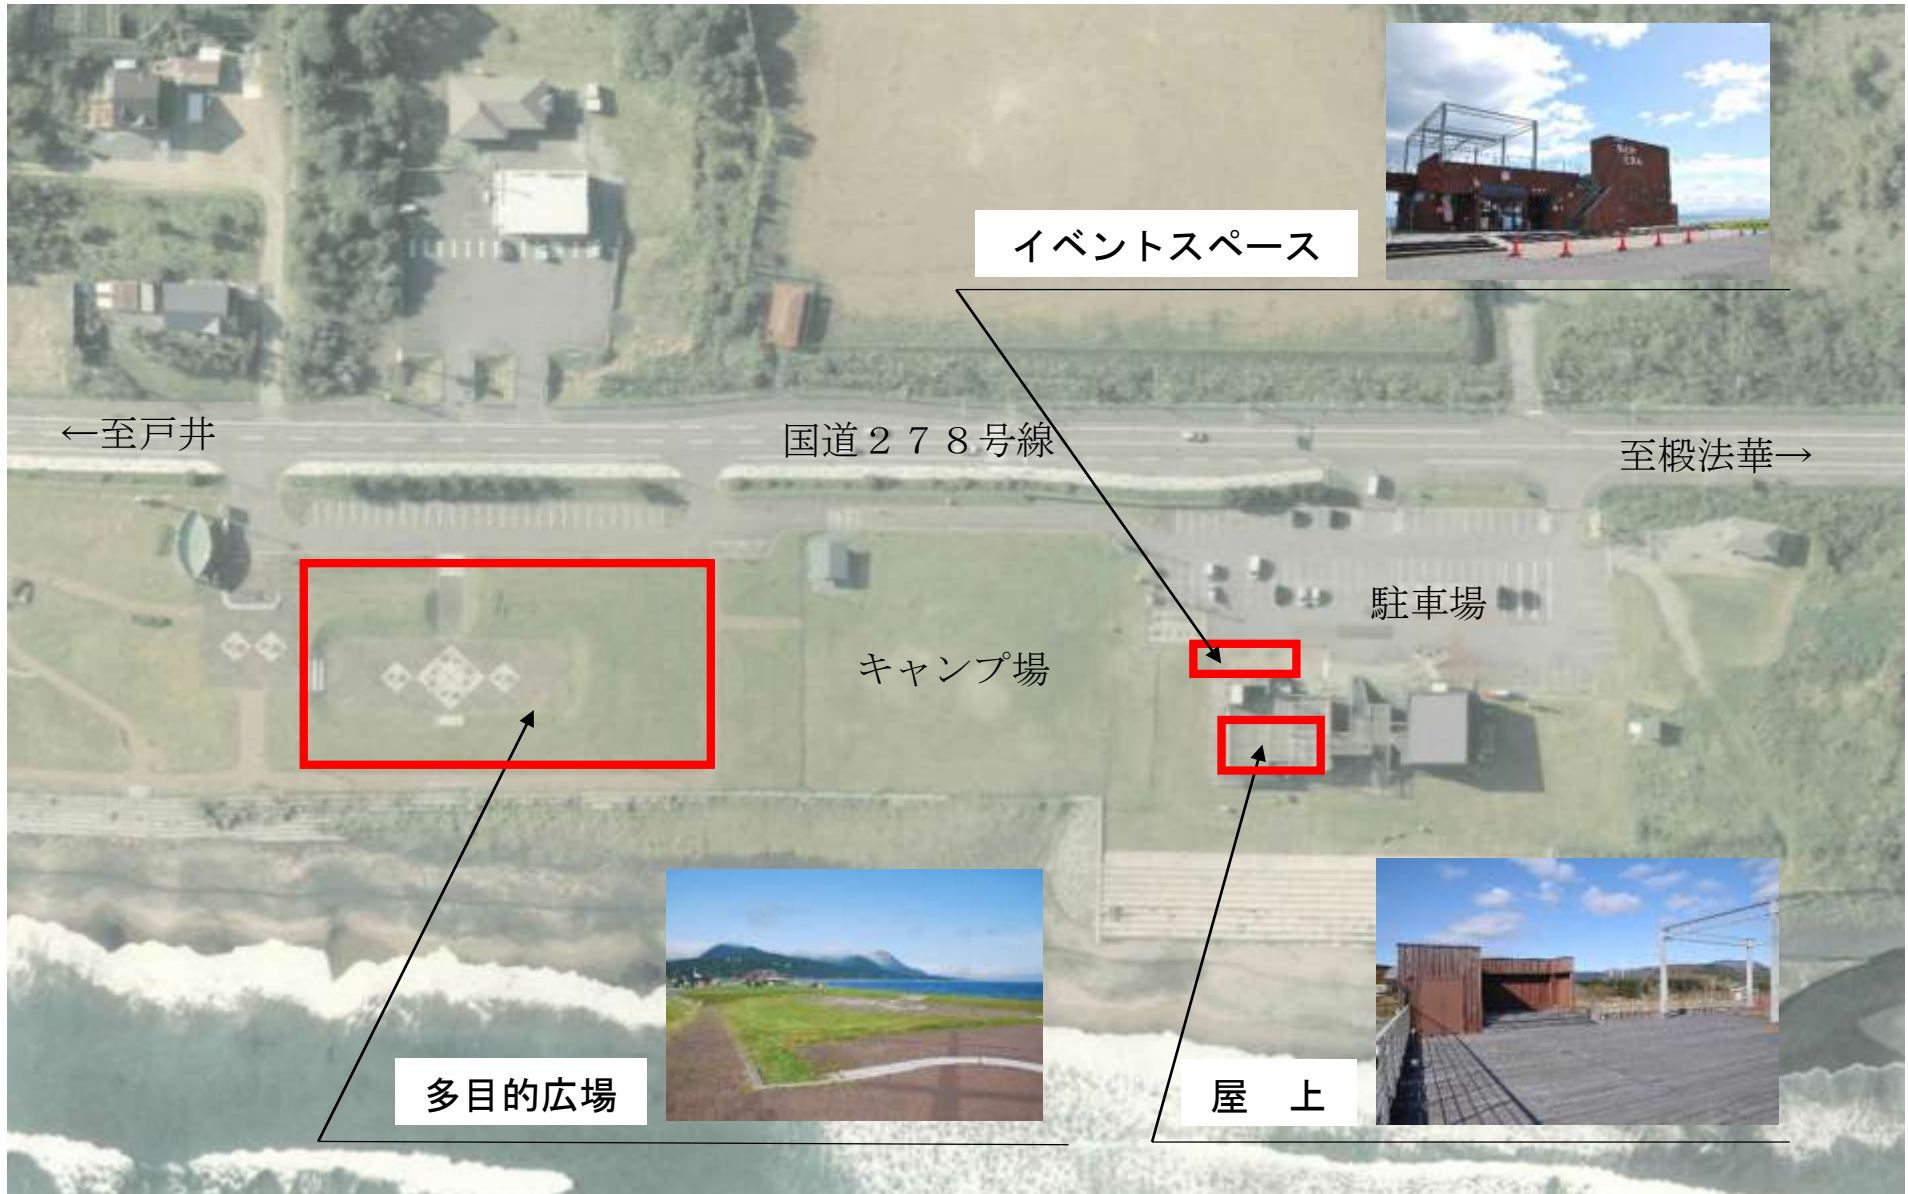 イベントスペース
←至戸井
国道２７８号線
至椴法華→
駐車場
キャンプ場
多目的広場
屋　上